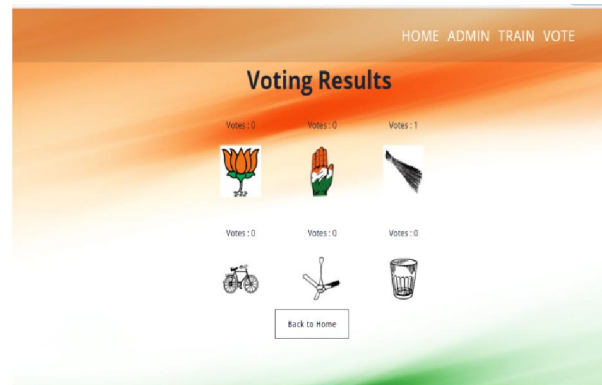 HOME ADMIN TRAIN VOTE
Voting Results
Votes : 0 Votes : 0 Votes : 1
Votes : 0 Votes : 0 Votes : 0
Back to Home